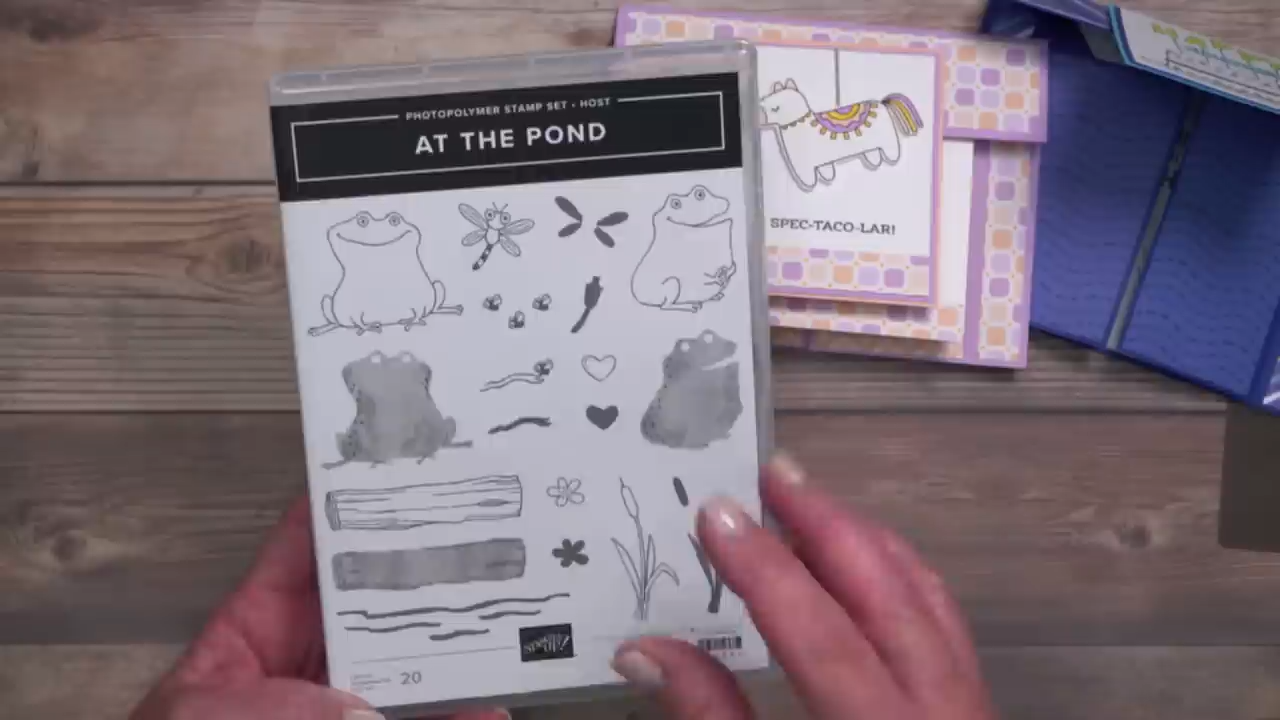 PHOTOPOLYMER STAMP SET • HOST
AT THE POND
SPEC-TACO-LAR!
20